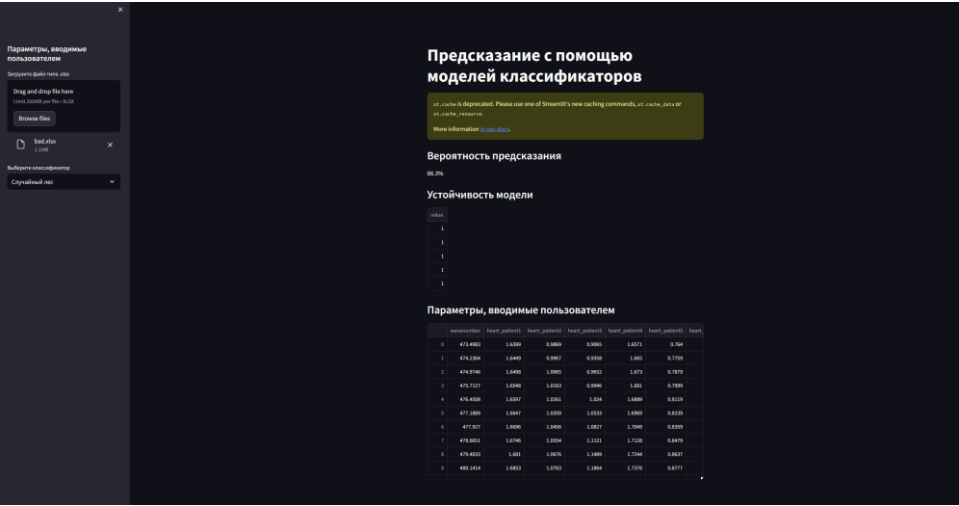 ×
Параметры, вводимые
пользователем
Загрузите файл типа .xlsx
Drag and drop file here
Limit 200MB per file • XLSX
Browse files
bad.xlsx
1.1MB
×
Выберите классификатор
Случайный лес
Предсказание с помощью
моделей классификаторов
st.cache is deprecated. Please use one of Streamlit's new caching commands, st.cache_data or
st.cache_resource.
More information in our docs.
Вероятность предсказания
86.3%
Устойчивость модели
value
1
1
1
1
1
Параметры, вводимые пользователем
wavenumber heart_patient1 heart_patient2 heart_patient3 heart_patient4 heart_patient5 heart_
0 473.4983 1.6399 0.9869 0.9065 1.6571 0.764
1 474.2364 1.6449 0.9967 0.9358 1.665 0.7759
2 474.9746 1.6498 1.0065 0.9652 1.673 0.7879
3 475.7127 1.6548 1.0163 0.9946 1.681 0.7999
4 476.4508 1.6597 1.0261 1.024 1.6889 0.8119
5 477.1889 1.6647 1.0359 1.0533 1.6969 0.8239
6 477.927 1.6696 1.0456 1.0827 1.7049 0.8359
7 478.6651 1.6746 1.0554 1.1121 1.7128 0.8479
8 479.4033 1.681 1.0676 1.1489 1.7244 0.8637
9 480.1414 1.6853 1.0763 1.1864 1.7376 0.8777